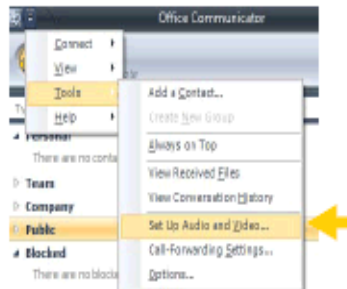 Office Communicator
Connect
View
Tools
Help
Add a Contact...
Create New Group
Always on Top
View Received Files
View Conversation History
Set Up Audio and Video...
Call-Forwarding Settings...
Options...
Personal
There are no conta
Team
Company
Public
Blocked
There are no blocke